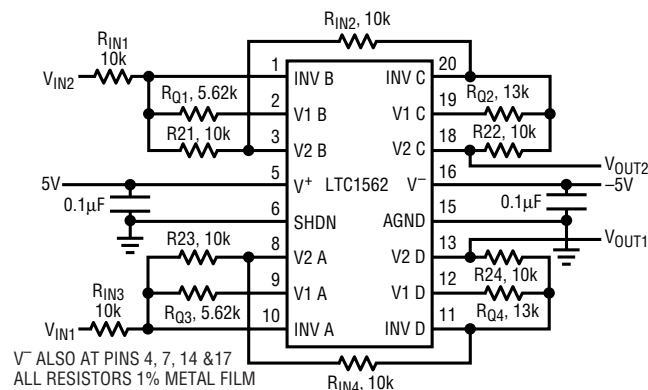 RIN2, 10k
RIN1
10k
VIN2
1
INV B
INV C
20
RQ1, 5.62k
2
V1 B
V1 C
19
RQ2, 13k
R21, 10k
3
V2 B
V2 C
18
R22, 10k
VOUT2
5V
5
V+
LTC1562
V−
16
−5V
0.1µF
6
SHDN
AGND
15
0.1µF
R23, 10k
8
V2 A
V2 D
13
VOUT1
R24, 10k
RIN3
10k
9
V1 A
V1 D
12
RQ3, 5.62k
RQ4, 13k
VIN1
10
INV A
INV D
11
V− ALSO AT PINS 4, 7, 14 &17
ALL RESISTORS 1% METAL FILM
RIN4, 10k